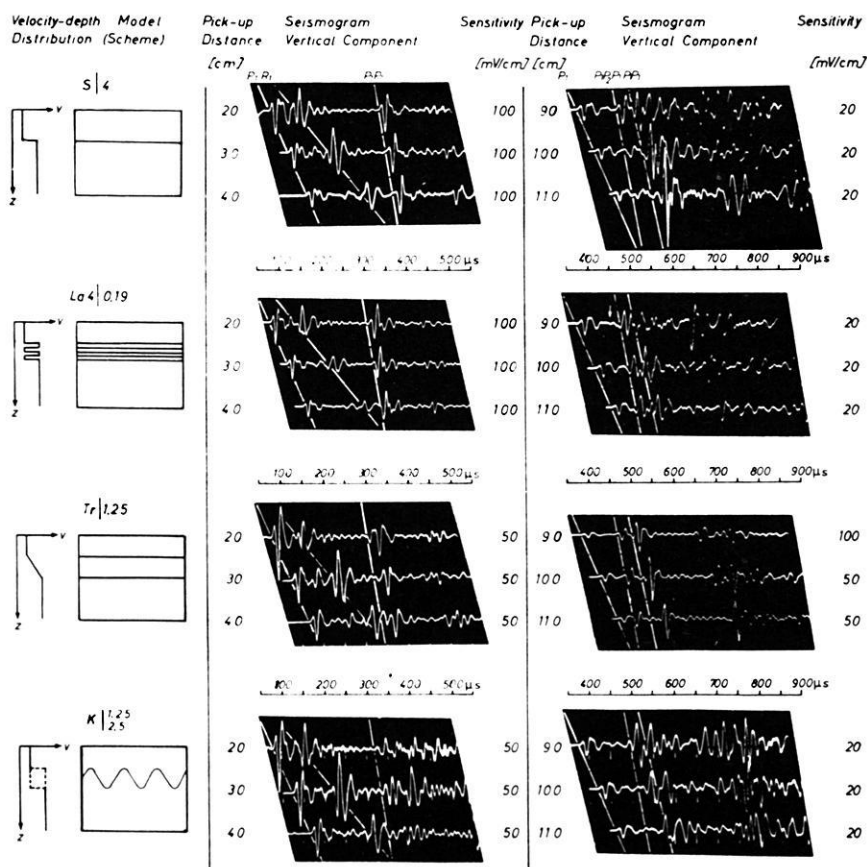 Velocity-depth Model Pick-up Seismogram Sensitivity Pick-up Seismogram Sensitivity
Distribution (Scheme) Distance Vertical Component Distance Vertical Component
[cm] [mV/cm] [cm] [mV/cm]
S | 4
v
z
20 100 90 20
30 100 100 20
40 100 110 20
100 200 300 400 500 μs 400 500 600 700 800 900 μs
La 4 | 0,19
v
z
20 100 90 20
30 100 100 20
40 100 110 20
100 200 300 400 500 μs 400 500 600 700 800 900 μs
Tr | 1,25
v
z
20 50 90 100
30 50 100 50
40 50 110 50
100 200 300 400 500 μs 400 500 600 700 800 900 μs
K | 1,25
2,5
v
z
20 50 90 20
30 50 100 20
40 50 110 20